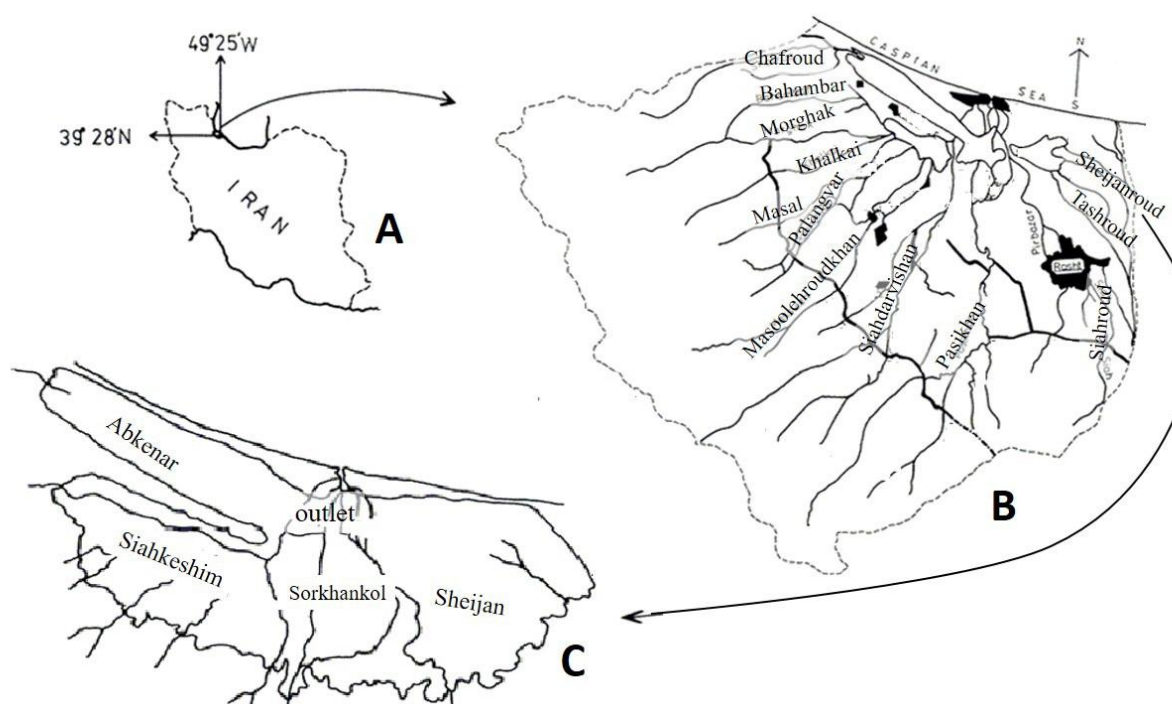 49°25'W
39°28'N
IRAN
A
CASPIAN SEA
N
S
Chafroud
Bahambar
Morghak
Khalkai
Masal
Palangvar
Masoolehroudkhan
Siahdarvishan
Pasikhan
Pirbazar
Rasht
Siahroud
Sheijanroud
Tashroud
B
Abkenar
outlet
Siahkeshim
Sorkhankol
Sheijan
C